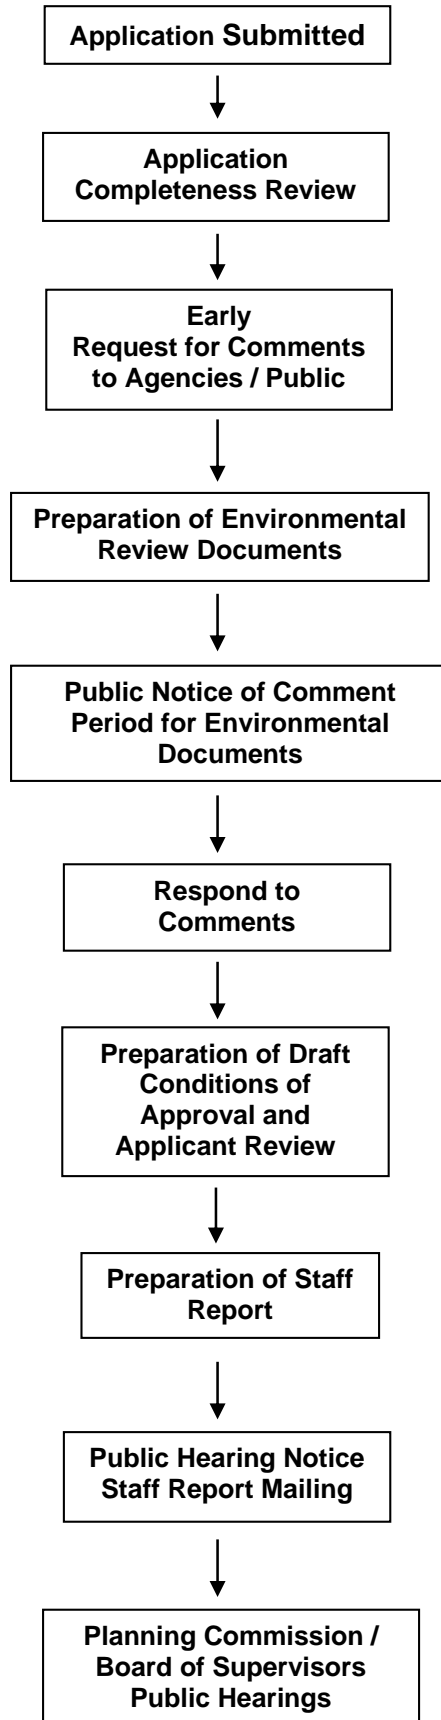 Application Submitted
Application
Completeness Review
Early
Request for Comments
to Agencies / Public
Preparation of Environmental
Review Documents
Public Notice of Comment
Period for Environmental
Documents
Respond to
Comments
Preparation of Draft
Conditions of
Approval and
Applicant Review
Preparation of Staff
Report
Public Hearing Notice
Staff Report Mailing
Planning Commission /
Board of Supervisors
Public Hearings